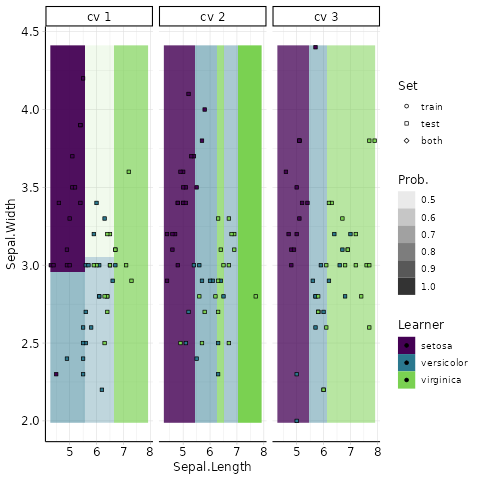 cv 1 cv 2 cv 3
4.5
4.0
3.5
3.0
2.5
2.0
Sepal.Width
5 6 7 8 5 6 7 8 5 6 7 8
Sepal.Length
Set
train
test
both
Prob.
0.5
0.6
0.7
0.8
0.9
1.0
Learner
setosa
versicolor
virginica